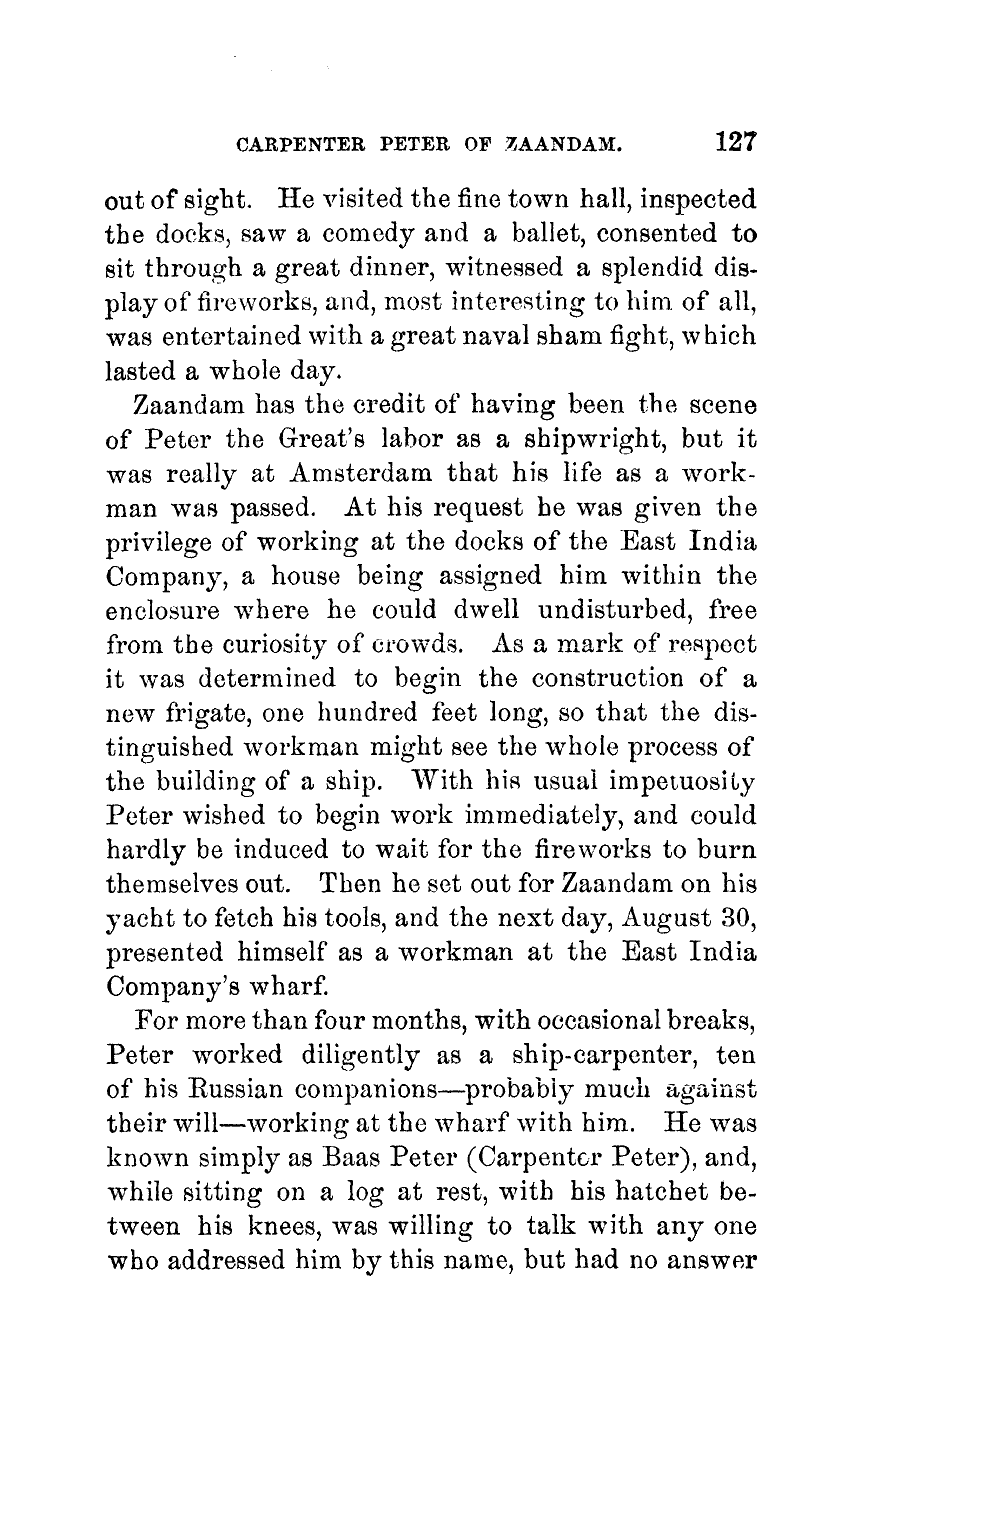 CARPENTER PETER OF ZAANDAM. 127
out of sight. He visited the fine town hall, inspected
the docks, saw a comedy and a ballet, consented to
sit through a great dinner, witnessed a splendid dis-
play of fireworks, and, most interesting to him of all,
was entertained with a great naval sham fight, which
lasted a whole day.
Zaandam has the credit of having been the scene
of Peter the Great's labor as a shipwright, but it
was really at Amsterdam that his life as a work-
man was passed. At his request he was given the
privilege of working at the docks of the East India
Company, a house being assigned him within the
enclosure where he could dwell undisturbed, free
from the curiosity of crowds. As a mark of respect
it was determined to begin the construction of a
new frigate, one hundred feet long, so that the dis-
tinguished workman might see the whole process of
the building of a ship. With his usual impetuosity
Peter wished to begin work immediately, and could
hardly be induced to wait for the fireworks to burn
themselves out. Then he set out for Zaandam on his
yacht to fetch his tools, and the next day, August 30,
presented himself as a workman at the East India
Company's wharf.
For more than four months, with occasional breaks,
Peter worked diligently as a ship-carpenter, ten
of his Russian companions—probably much against
their will—working at the wharf with him. He was
known simply as Baas Peter (Carpenter Peter), and,
while sitting on a log at rest, with his hatchet be-
tween his knees, was willing to talk with any one
who addressed him by this name, but had no answer